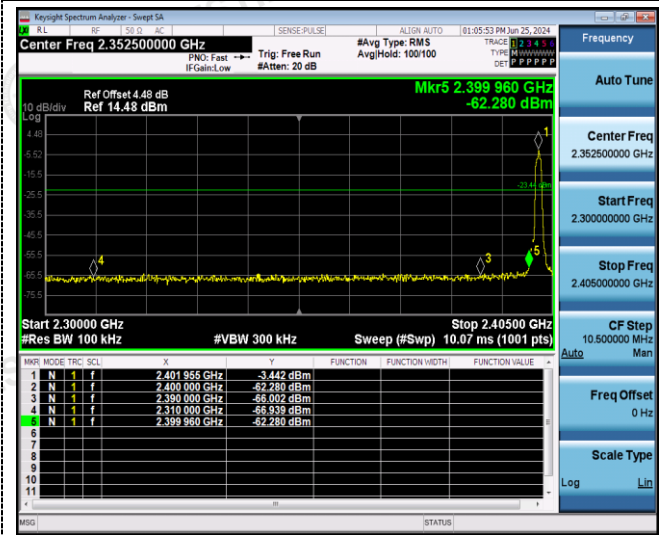 Keysight Spectrum Analyzer - Swept SA
RL RF 50 Ω AC SENSE:PULSE ALIGN AUTO 01:05:53 PM Jun 25, 2024
Center Freq 2.352500000 GHz #Avg Type: RMS TRACE 1 2 3 4 5 6
PNO: Fast Trig: Free Run Avg|Hold: 100/100 TYPE M W W W W W
IFGain:Low #Atten: 20 dB DET P P P P P P
Mkr5 2.399 960 GHz
-62.280 dBm
Ref Offset 4.48 dB
10 dB/div Ref 14.48 dBm
Log
4.48
-5.52
-15.5
-25.5
-35.5
-45.5
-55.5
-65.5
-75.5
1
-23.44 dBm
4
3
5
Start 2.30000 GHz Stop 2.40500 GHz
#Res BW 100 kHz #VBW 300 kHz Sweep (#Swp) 10.07 ms (1001 pts)
MKR MODE TRC SCL X Y FUNCTION FUNCTION WIDTH FUNCTION VALUE
1 N 1 f 2.401 955 GHz -3.442 dBm
2 N 1 f 2.400 000 GHz -62.280 dBm
3 N 1 f 2.390 000 GHz -66.002 dBm
4 N 1 f 2.310 000 GHz -66.939 dBm
5 N 1 f 2.399 960 GHz -62.280 dBm
6
7
8
9
10
11
MSG STATUS
Frequency
Auto Tune
Center Freq
2.352500000 GHz
Start Freq
2.300000000 GHz
Stop Freq
2.405000000 GHz
CF Step
10.500000 MHz
Auto Man
Freq Offset
0 Hz
Scale Type
Log Lin